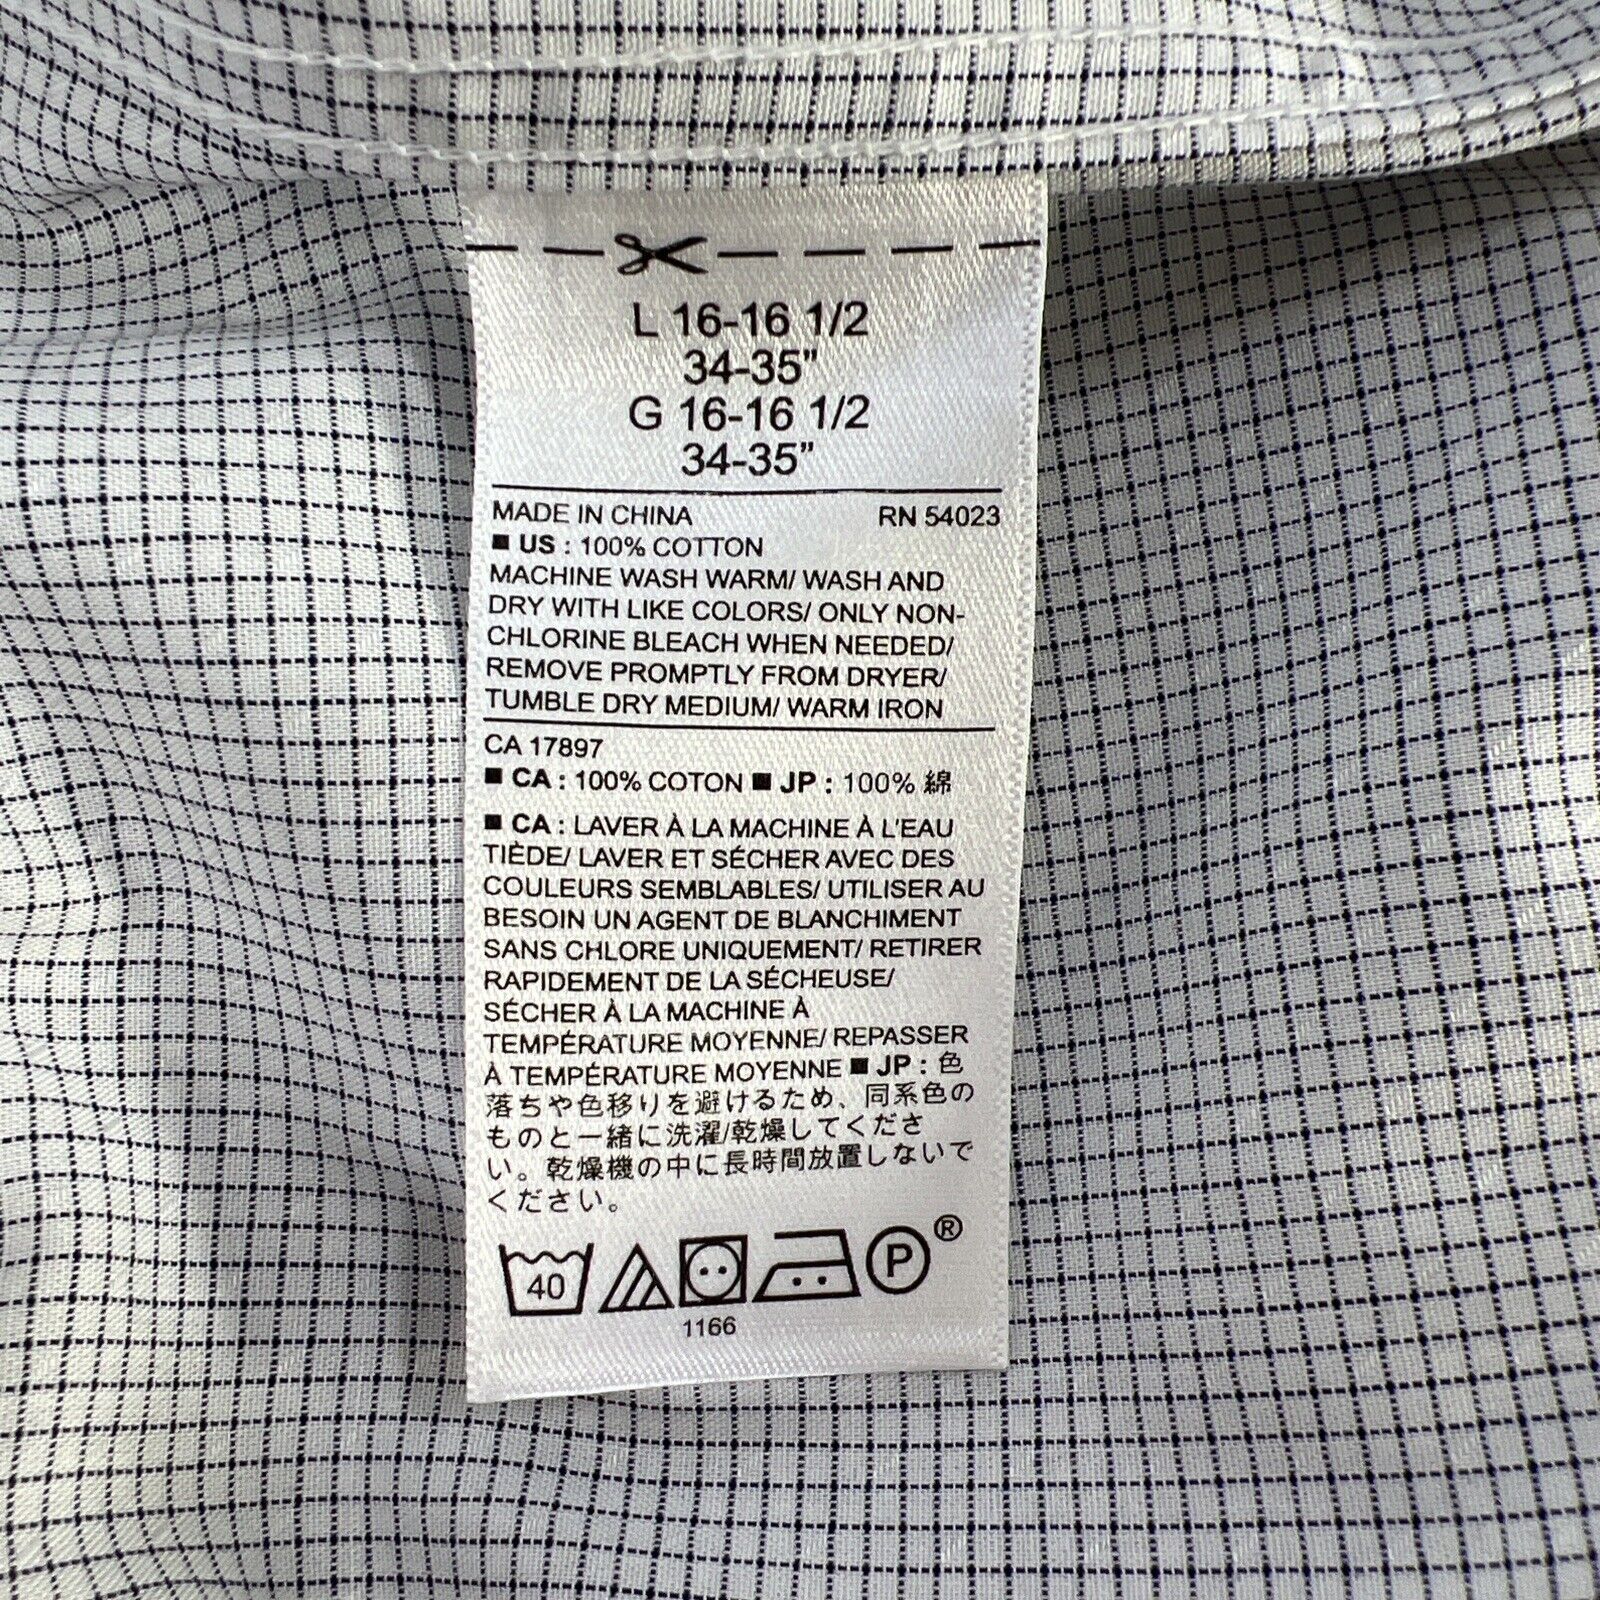 L 16-16 1/2
34-35"
G 16-16 1/2
34-35"
MADE IN CHINA RN 54023
■ US : 100% COTTON
MACHINE WASH WARM/ WASH AND
DRY WITH LIKE COLORS/ ONLY NON-
CHLORINE BLEACH WHEN NEEDED/
REMOVE PROMPTLY FROM DRYER/
TUMBLE DRY MEDIUM/ WARM IRON
CA 17897
■ CA : 100% COTON ■ JP : 100% 綿
■ CA : LAVER À LA MACHINE À L'EAU
TIÈDE/ LAVER ET SÉCHER AVEC DES
COULEURS SEMBLABLES/ UTILISER AU
BESOIN UN AGENT DE BLANCHIMENT
SANS CHLORE UNIQUEMENT/ RETIRER
RAPIDEMENT DE LA SÉCHEUSE/
SÉCHER À LA MACHINE À
TEMPÉRATURE MOYENNE/ REPASSER
À TEMPÉRATURE MOYENNE ■ JP : 色
落ちや色移りを避けるため、同系色の
ものと一緒に洗濯/乾燥してくださ
い。乾燥機の中に長時間放置しないで
ください。
40 P ®
1166